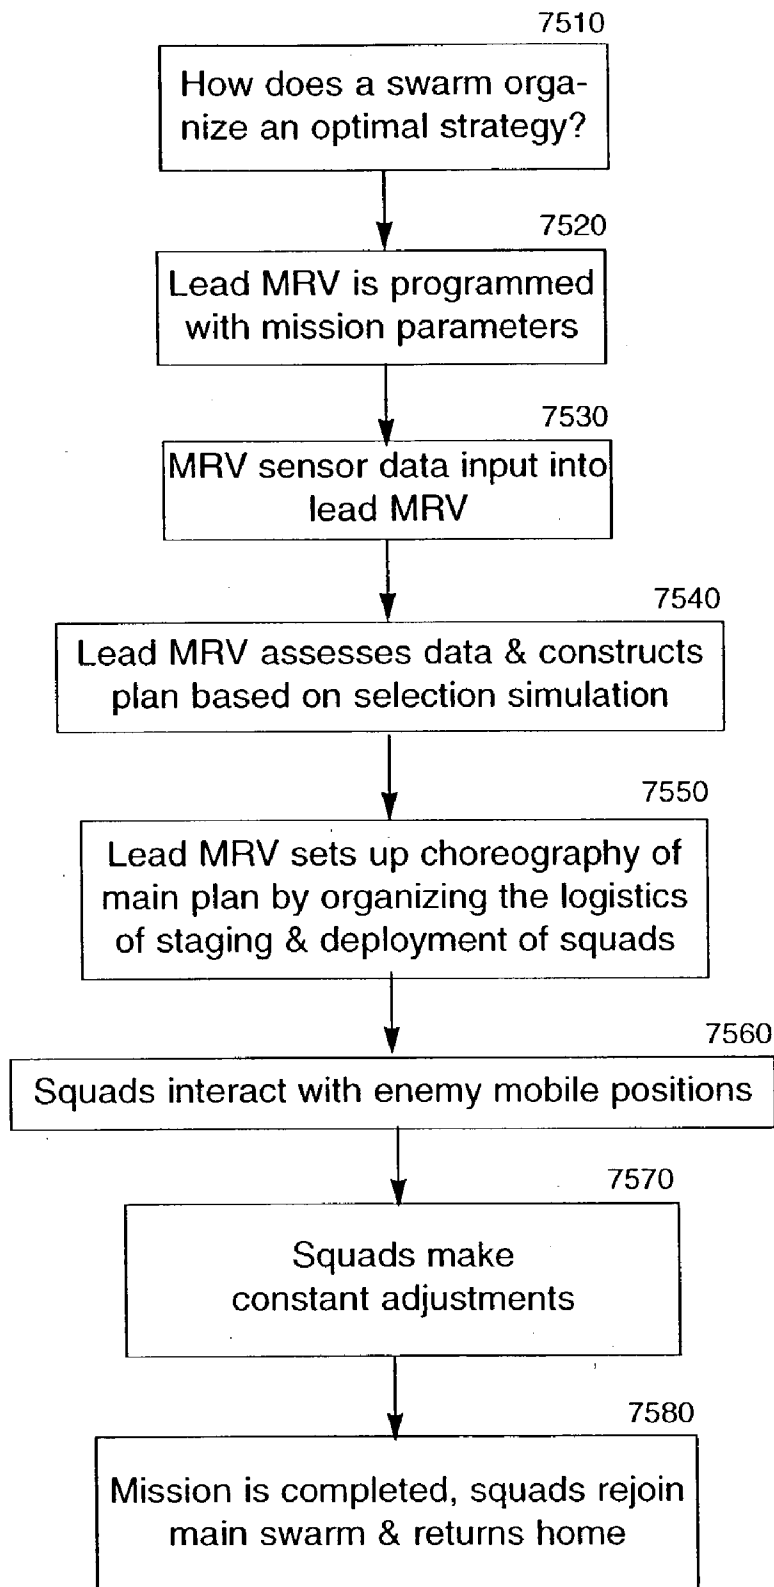 7510
How does a swarm orga-
nize an optimal strategy?
7520
Lead MRV is programmed
with mission parameters
7530
MRV sensor data input into
lead MRV
7540
Lead MRV assesses data & constructs
plan based on selection simulation
7550
Lead MRV sets up choreography of
main plan by organizing the logistics
of staging & deployment of squads
7560
Squads interact with enemy mobile positions
7570
Squads make
constant adjustments
7580
Mission is completed, squads rejoin
main swarm & returns home